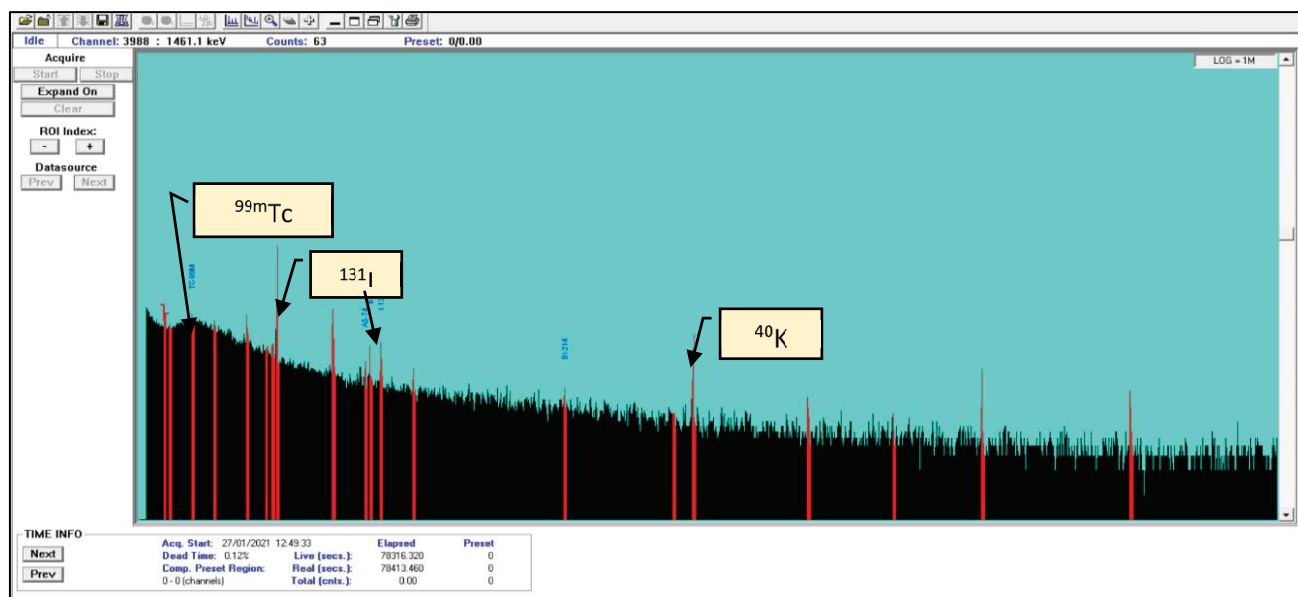 Idle Channel: 3988 : 1461.1 keV Counts: 63 Preset: 0/0.00
Acquire
Start Stop
Expand On
Clear
ROI Index:
- +
Datasource
Prev Next
LOG = 1M
99mTc
131I
40K
TC-99M
BI-214
TIME INFO
Next
Prev
Acq. Start: 27/01/2021 12:49:33 Elapsed Preset
Dead Time: 0.12% Live (secs.): 78316.320 0
Comp. Preset Region: Real (secs.): 78413.460 0
0 - 0 (channels) Total (cnts.): 0.00 0